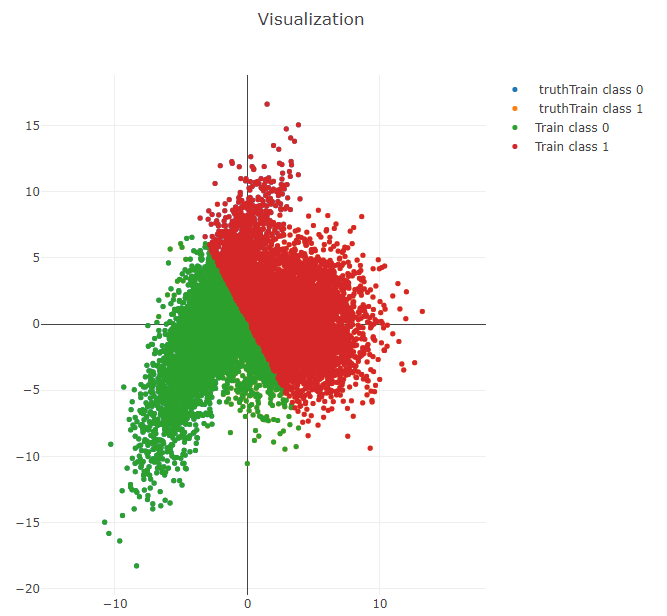 Visualization
truthTrain class 0
truthTrain class 1
Train class 0
Train class 1
15
10
5
0
−5
−10
−15
−20
−10
0
10